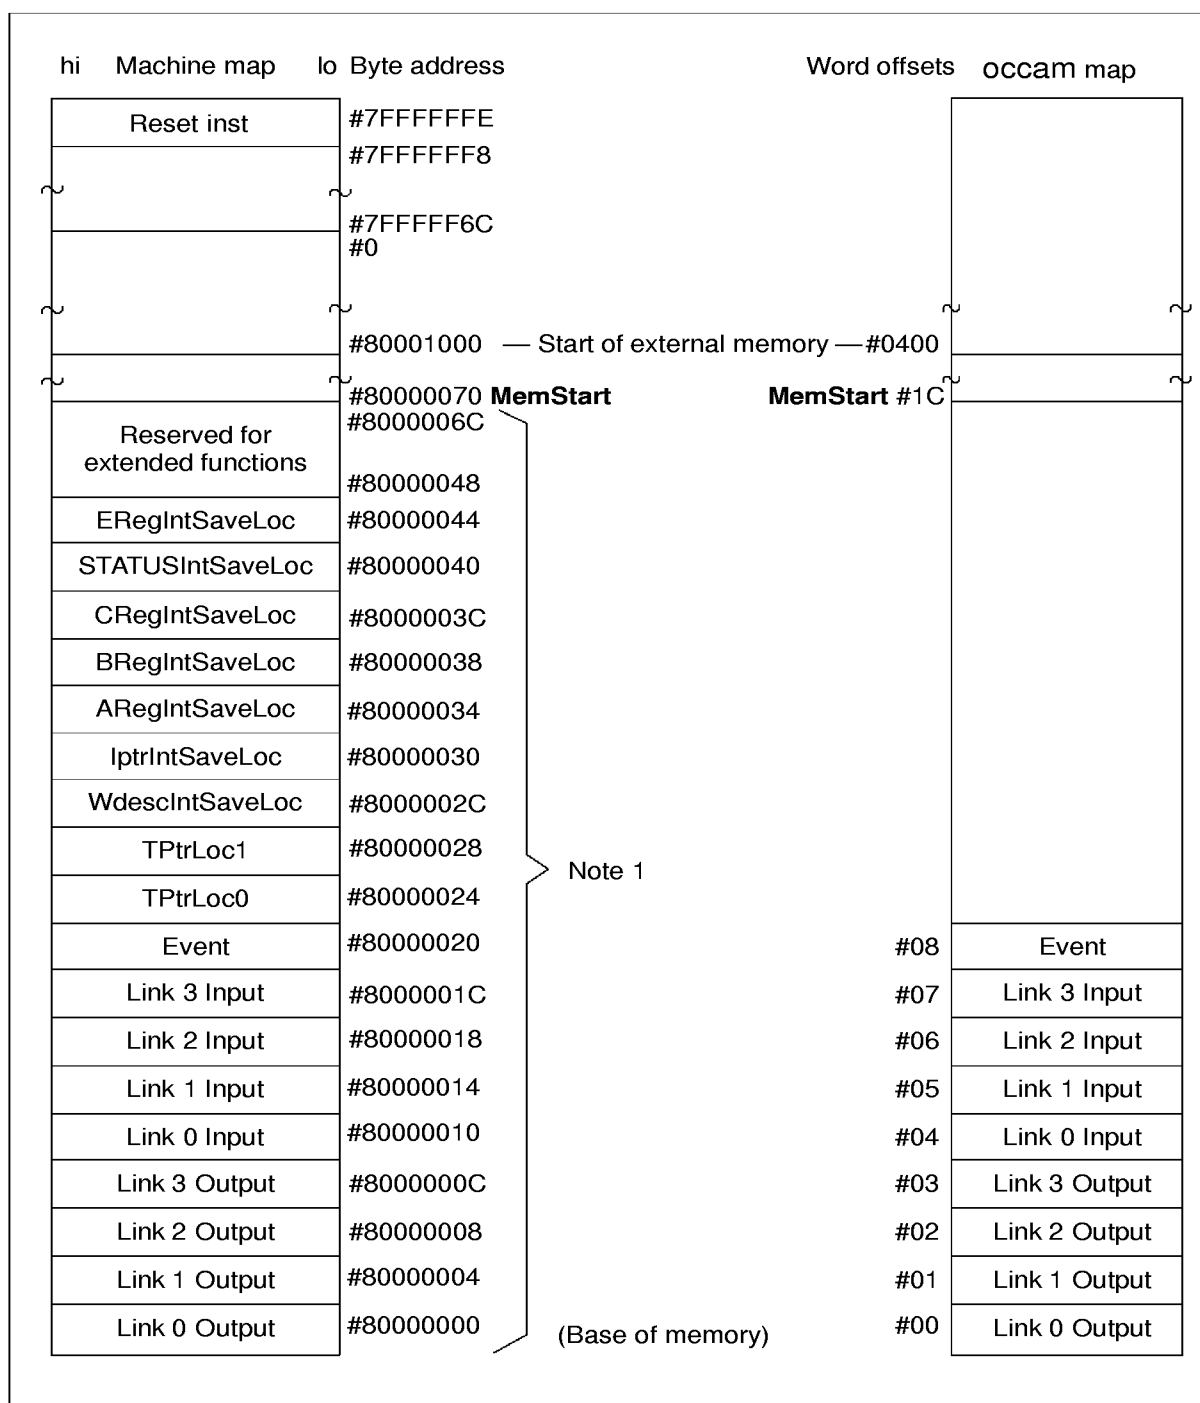 hi Machine map lo Byte address Word offsets occam map
Reset inst #7FFFFFFE
#7FFFFFF8
#7FFFFF6C
#0
#80001000 — Start of external memory — #0400
#80000070 MemStart MemStart #1C
#8000006C
Reserved for
extended functions
#80000048
ERegIntSaveLoc #80000044
STATUSIntSaveLoc #80000040
CRegIntSaveLoc #8000003C
BRegIntSaveLoc #80000038
ARegIntSaveLoc #80000034
IptrIntSaveLoc #80000030
WdescIntSaveLoc #8000002C
TPtrLoc1 #80000028
Note 1
TPtrLoc0 #80000024
Event #80000020 #08 Event
Link 3 Input #8000001C #07 Link 3 Input
Link 2 Input #80000018 #06 Link 2 Input
Link 1 Input #80000014 #05 Link 1 Input
Link 0 Input #80000010 #04 Link 0 Input
Link 3 Output #8000000C #03 Link 3 Output
Link 2 Output #80000008 #02 Link 2 Output
Link 1 Output #80000004 #01 Link 1 Output
Link 0 Output #80000000 (Base of memory) #00 Link 0 Output